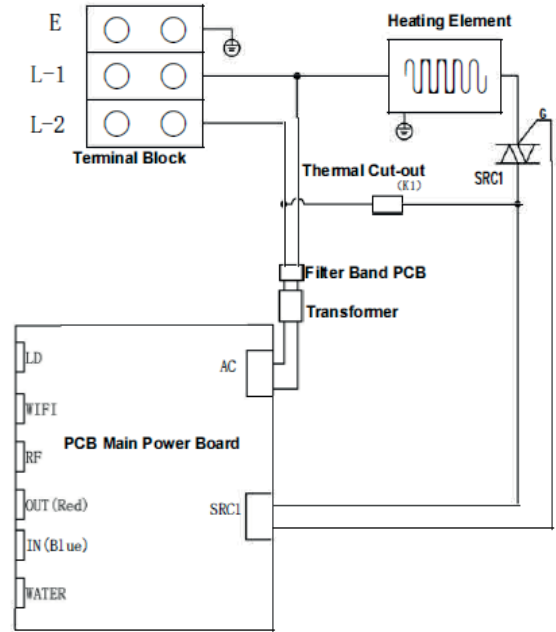 E
Heating Element
L-1
L-2
G
Terminal Block
Thermal Cut-out
(K1)
SRC1
Filter Band PCB
Transformer
LD
AC
WIFI
PCB Main Power Board
RF
OUT(Red)
SRC1
IN(Blue)
WATER